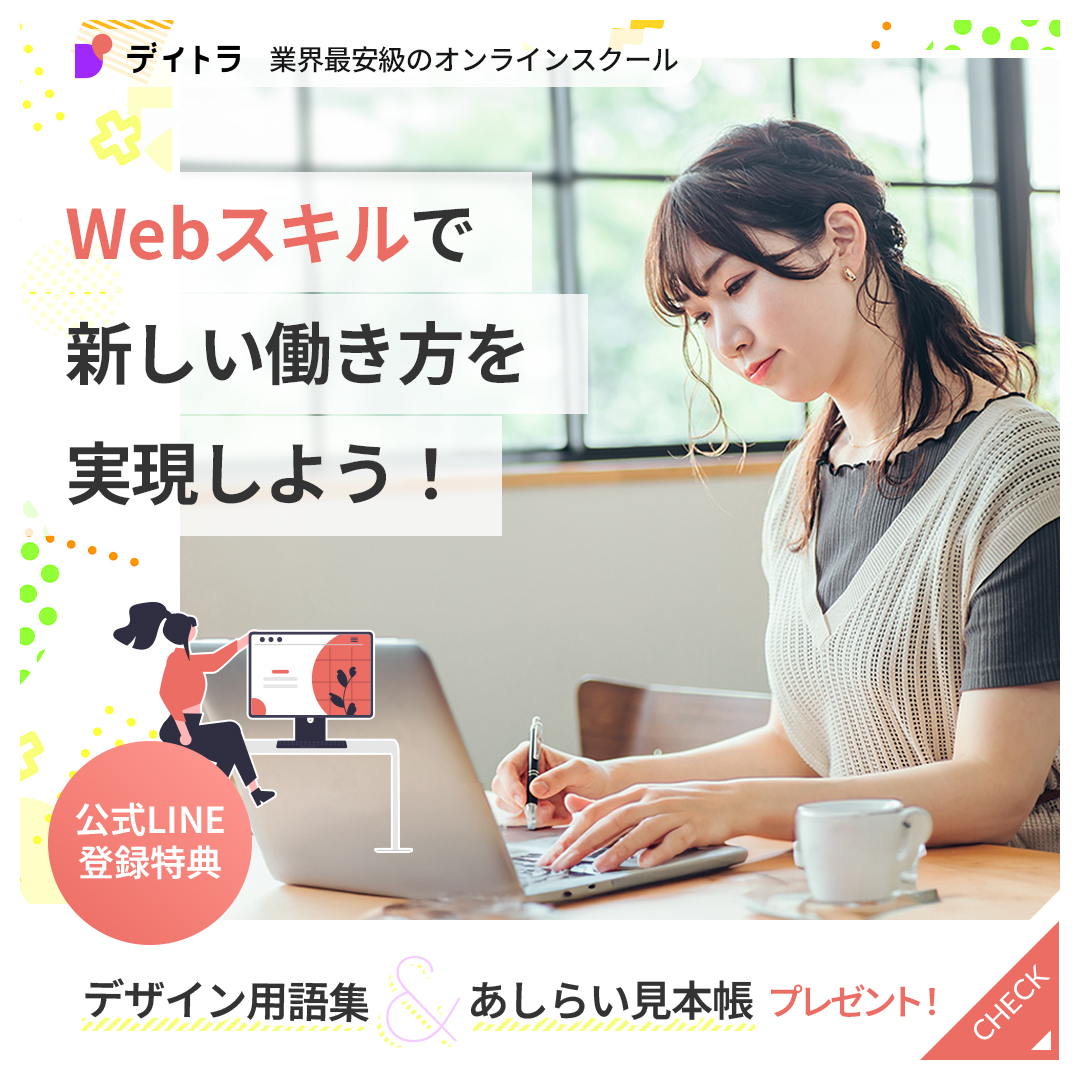 デイトラ 業界最安級のオンラインスクール
Webスキルで
新しい働き方を
実現しよう！
公式LINE
登録特典
デザイン用語集 & あしらい見本帳 プレゼント！
CHECK